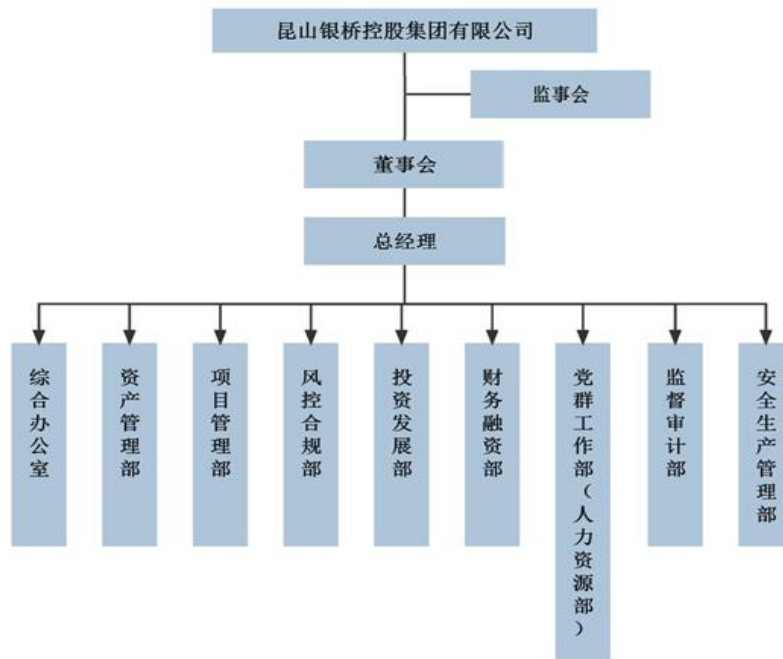 昆山银桥控股集团有限公司
监事会
董事会
总经理
综合办公室
资产管理部
项目管理部
风控合规部
投资发展部
财务融资部
党群工作部（人力资源部）
监督审计部
安全生产管理部